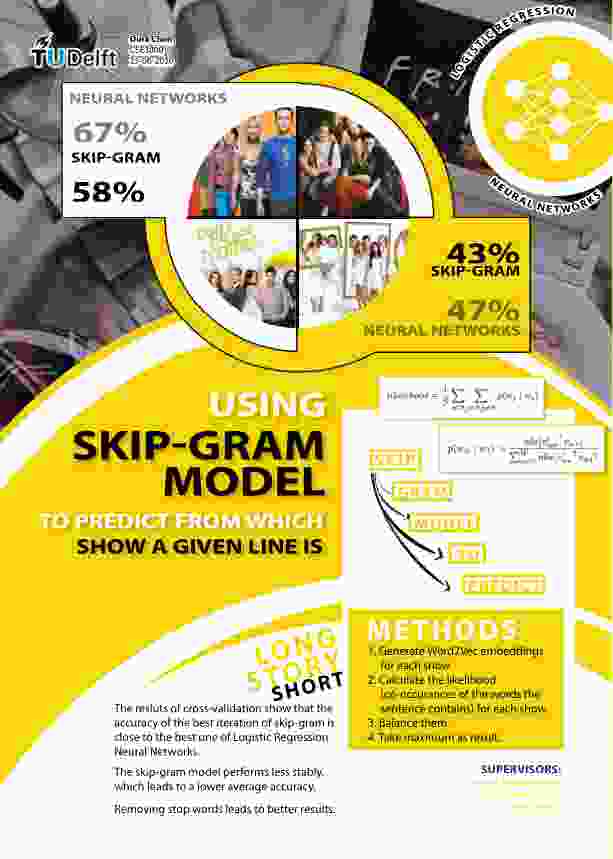 TU Delft
CSE3000
NEURAL NETWORKS
67%
SKIP-GRAM
58%
LOGISTIC REGRESSION
NEURAL NETWORKS
43%
SKIP-GRAM
47%
NEURAL NETWORKS
USING
SKIP-GRAM
MODEL
TO PREDICT FROM WHICH
SHOW A GIVEN LINE IS
SKIP
GRAM
MODEL
TO
PREDICT
LONG
STORY
SHORT
The resluts of cross-validation show that the
accuracy of the best iteration of skip-gram is
close to the best one of Logistic Regression
Neural Networks.
The skip-gram model performs less stably,
which leads to a lower average accuracy.
Removing stop words leads to better results.
METHODS
1. Generate Word2Vec embeddings
for each show.
2. Calculate the likelihood
(co-occurances of the words the
sentence contains) for each show.
3. Balance them.
4. Take maximum as result.
SUPERVISORS: